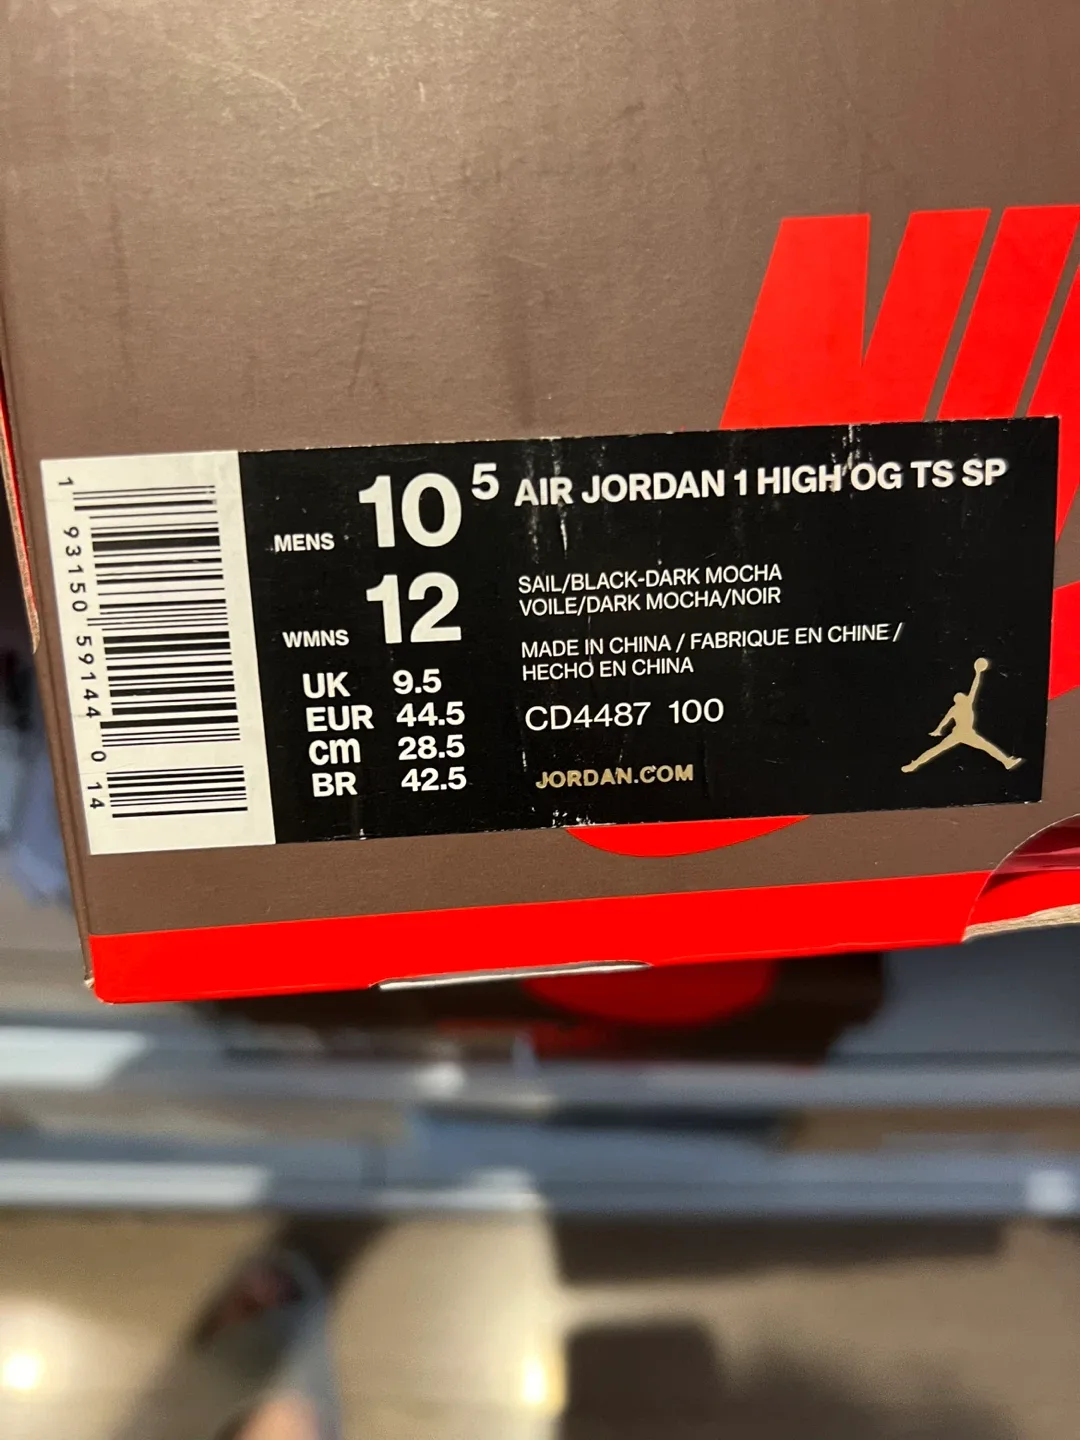 NI
10 5
AIR JORDAN 1 HIGH OG TS SP
MENS
12
WMNS
SAIL/BLACK-DARK MOCHA
VOILE/DARK MOCHA/NOIR
MADE IN CHINA / FABRIQUE EN CHINE /
HECHO EN CHINA
UK 9.5
EUR 44.5
cm 28.5
BR 42.5
CD4487 100
JORDAN.COM
1 93150 59144 0 14